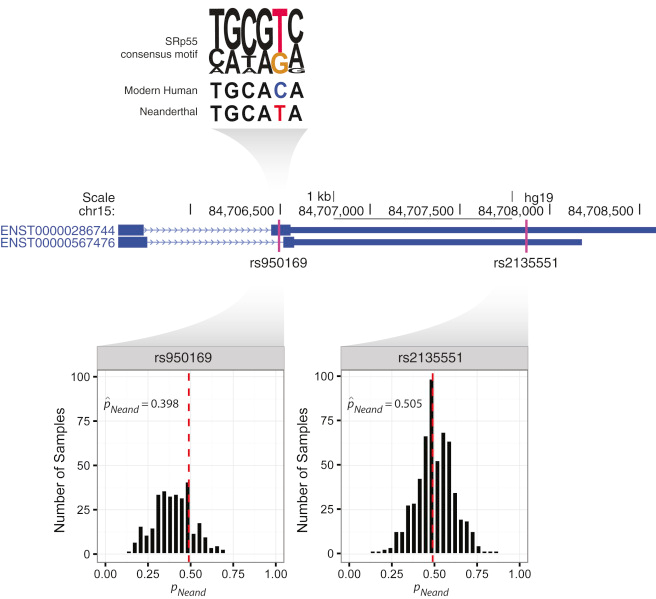 SRp55
consensus motif
TGCGTC
CATAGA
AG
Modern Human TGCACA
Neanderthal TGCATA
Scale 1 kb hg19
chr15: 84,706,500 84,707,000 84,707,500 84,708,000 84,708,500
ENST00000286744
ENST00000567476
rs950169 rs2135551
rs950169
p̂Neand = 0.398
Number of Samples
100
75
50
25
0
0.00 0.25 0.50 0.75 1.00
pNeand
rs2135551
p̂Neand = 0.505
Number of Samples
100
75
50
25
0
0.00 0.25 0.50 0.75 1.00
pNeand